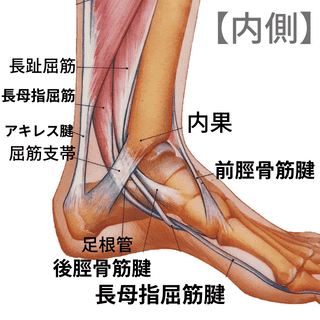 【内側】
長趾屈筋
長母指屈筋
アキレス腱
屈筋支帯
内果
前脛骨筋腱
足根管
後脛骨筋腱
長母指屈筋腱